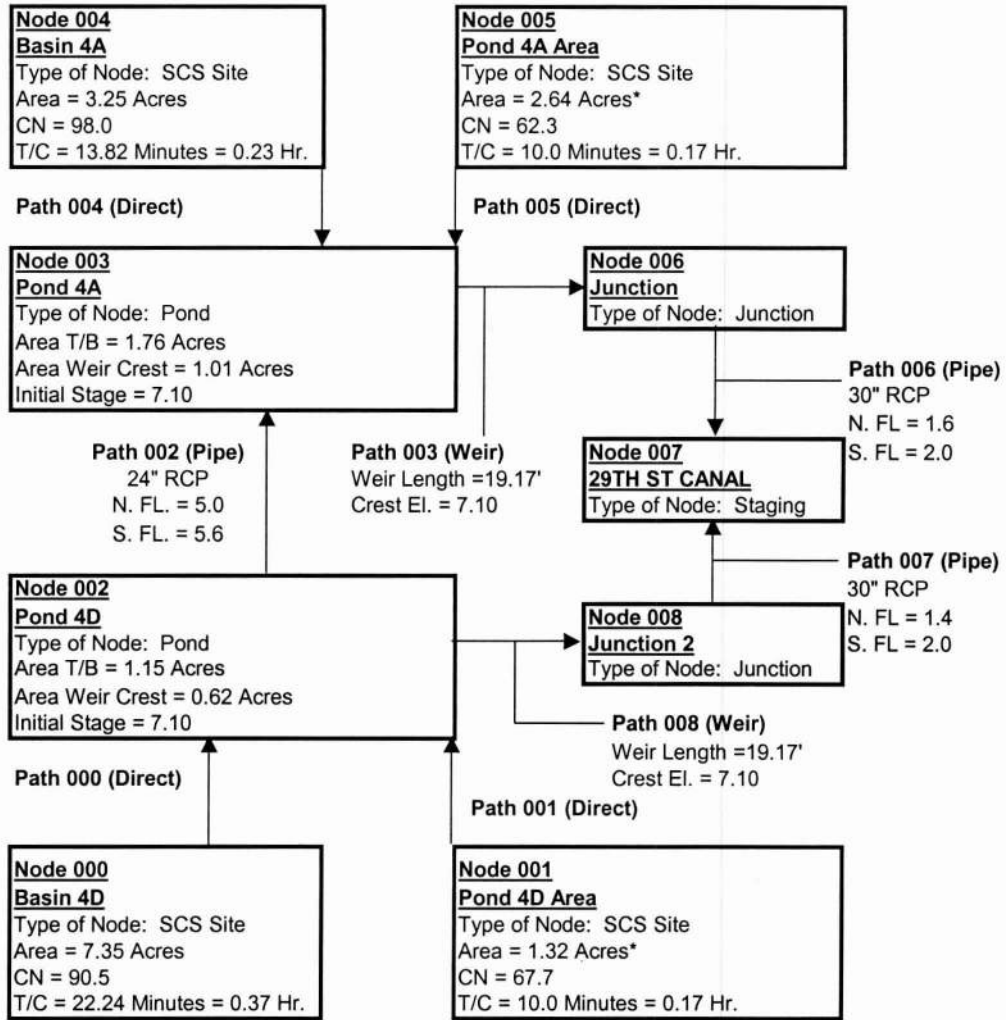 Node 004
Basin 4A
Type of Node: SCS Site
Area = 3.25 Acres
CN = 98.0
T/C = 13.82 Minutes = 0.23 Hr.
Node 005
Pond 4A Area
Type of Node: SCS Site
Area = 2.64 Acres*
CN = 62.3
T/C = 10.0 Minutes = 0.17 Hr.
Path 004 (Direct)
Path 005 (Direct)
Node 003
Pond 4A
Type of Node: Pond
Area T/B = 1.76 Acres
Area Weir Crest = 1.01 Acres
Initial Stage = 7.10
Node 006
Junction
Type of Node: Junction
Path 006 (Pipe)
30" RCP
N. FL = 1.6
S. FL = 2.0
Path 002 (Pipe)
24" RCP
N. FL. = 5.0
S. FL. = 5.6
Path 003 (Weir)
Weir Length =19.17'
Crest El. = 7.10
Node 007
29TH ST CANAL
Type of Node: Staging
Path 007 (Pipe)
30" RCP
N. FL = 1.4
S. FL = 2.0
Node 002
Pond 4D
Type of Node: Pond
Area T/B = 1.15 Acres
Area Weir Crest = 0.62 Acres
Initial Stage = 7.10
Node 008
Junction 2
Type of Node: Junction
Path 008 (Weir)
Weir Length =19.17'
Crest El. = 7.10
Path 000 (Direct)
Path 001 (Direct)
Node 000
Basin 4D
Type of Node: SCS Site
Area = 7.35 Acres
CN = 90.5
T/C = 22.24 Minutes = 0.37 Hr.
Node 001
Pond 4D Area
Type of Node: SCS Site
Area = 1.32 Acres*
CN = 67.7
T/C = 10.0 Minutes = 0.17 Hr.